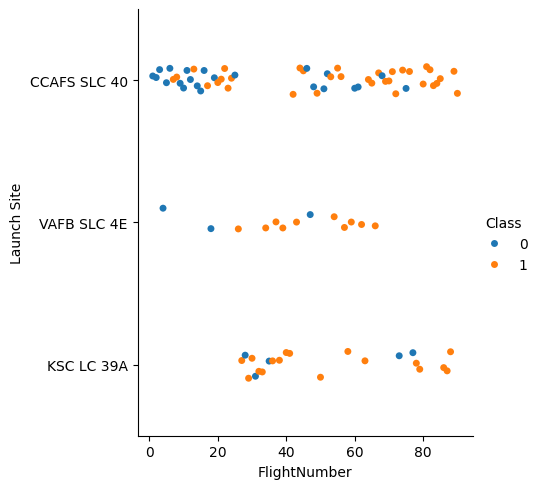 CCAFS SLC 40
VAFB SLC 4E
KSC LC 39A
Launch Site
0
20
40
60
80
FlightNumber
Class
0
1